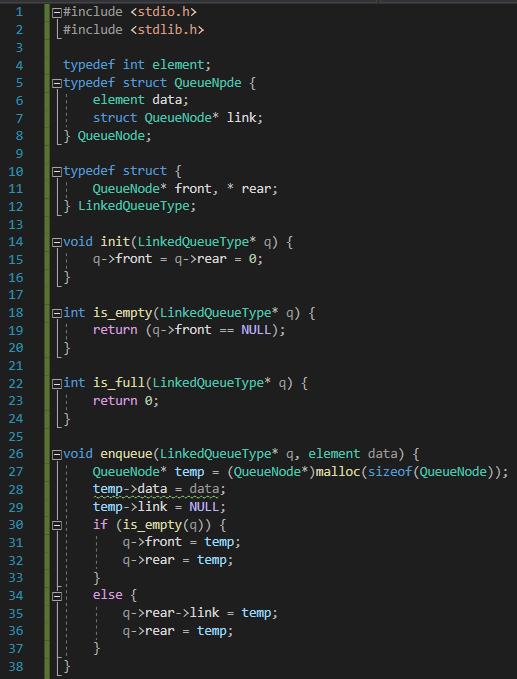 1 #include <stdio.h>
2 #include <stdlib.h>
3
4 typedef int element;
5 typedef struct QueueNpde {
6     element data;
7     struct QueueNode* link;
8 } QueueNode;
9
10 typedef struct {
11     QueueNode* front, * rear;
12 } LinkedQueueType;
13
14 void init(LinkedQueueType* q) {
15     q->front = q->rear = 0;
16 }
17
18 int is_empty(LinkedQueueType* q) {
19     return (q->front == NULL);
20 }
21
22 int is_full(LinkedQueueType* q) {
23     return 0;
24 }
25
26 void enqueue(LinkedQueueType* q, element data) {
27     QueueNode* temp = (QueueNode*)malloc(sizeof(QueueNode));
28     temp->data = data;
29     temp->link = NULL;
30     if (is_empty(q)) {
31         q->front = temp;
32         q->rear = temp;
33     }
34     else {
35         q->rear->link = temp;
36         q->rear = temp;
37     }
38 }